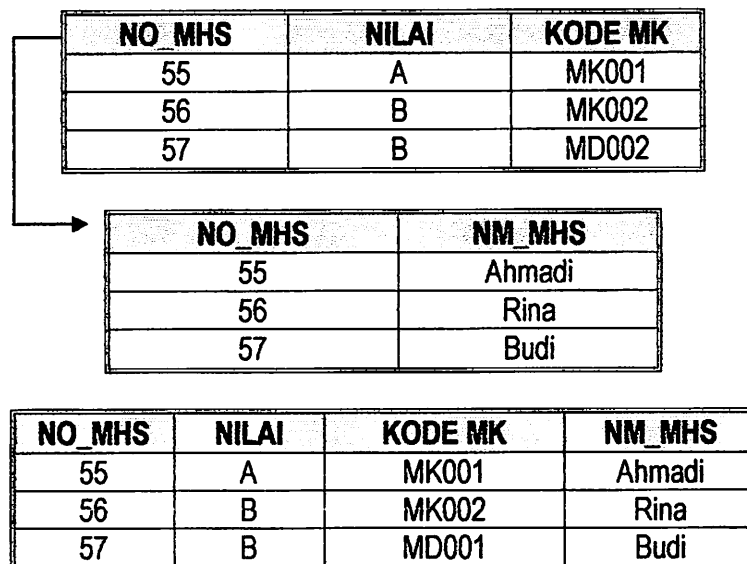 NO_MHS NILAI KODE MK
55 A MK001
56 B MK002
57 B MD002
NO_MHS NM_MHS
55 Ahmadi
56 Rina
57 Budi
NO_MHS NILAI KODE MK NM_MHS
55 A MK001 Ahmadi
56 B MK002 Rina
57 B MD001 Budi